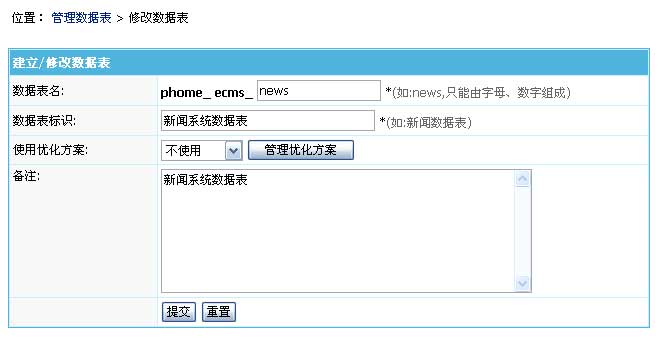 位置： 管理数据表 > 修改数据表
建立/修改数据表
数据表名: phome_ ecms_ news *(如:news,只能由字母、数字组成)
数据表标识: 新闻系统数据表 *(如:新闻数据表)
使用优化方案: 不使用 管理优化方案
备注: 新闻系统数据表
提交 重置